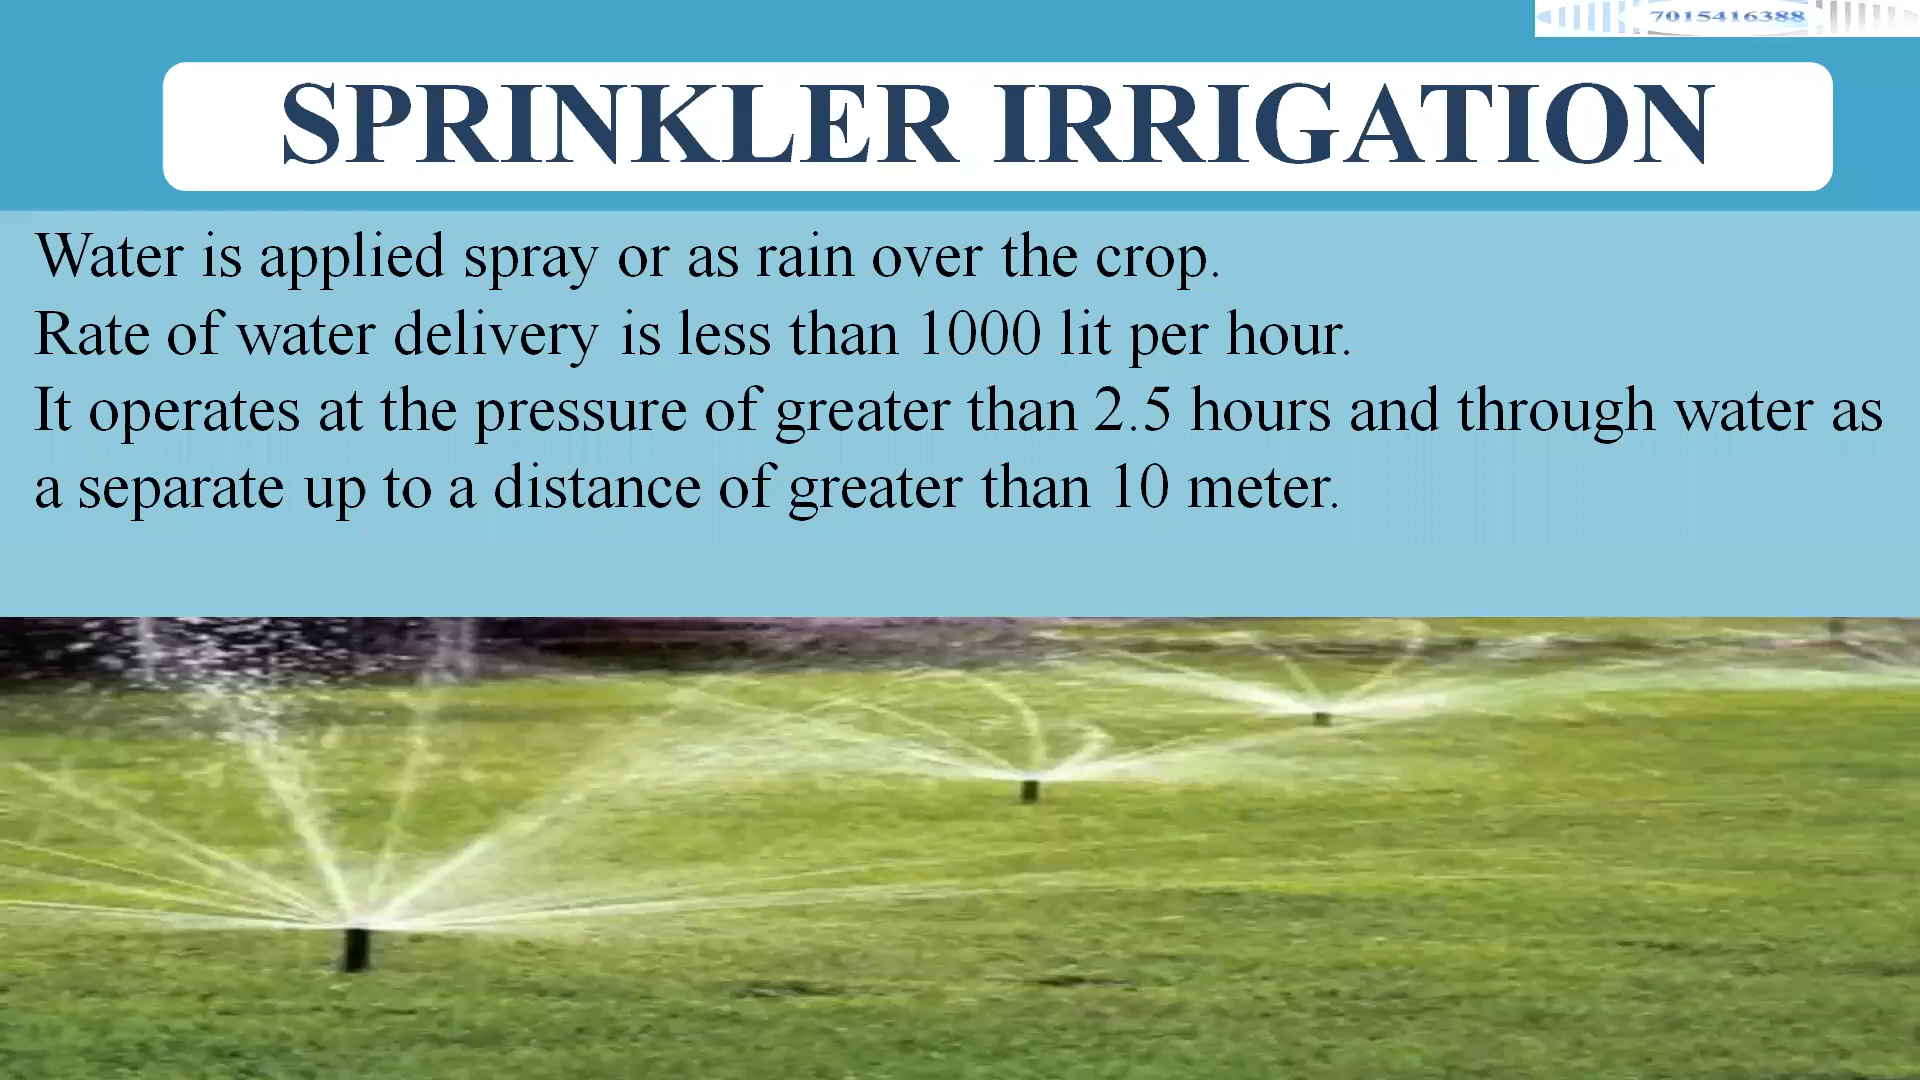 7015416388
SPRINKLER IRRIGATION
Water is applied spray or as rain over the crop.
Rate of water delivery is less than 1000 lit per hour.
It operates at the pressure of greater than 2.5 hours and through water as
a separate up to a distance of greater than 10 meter.